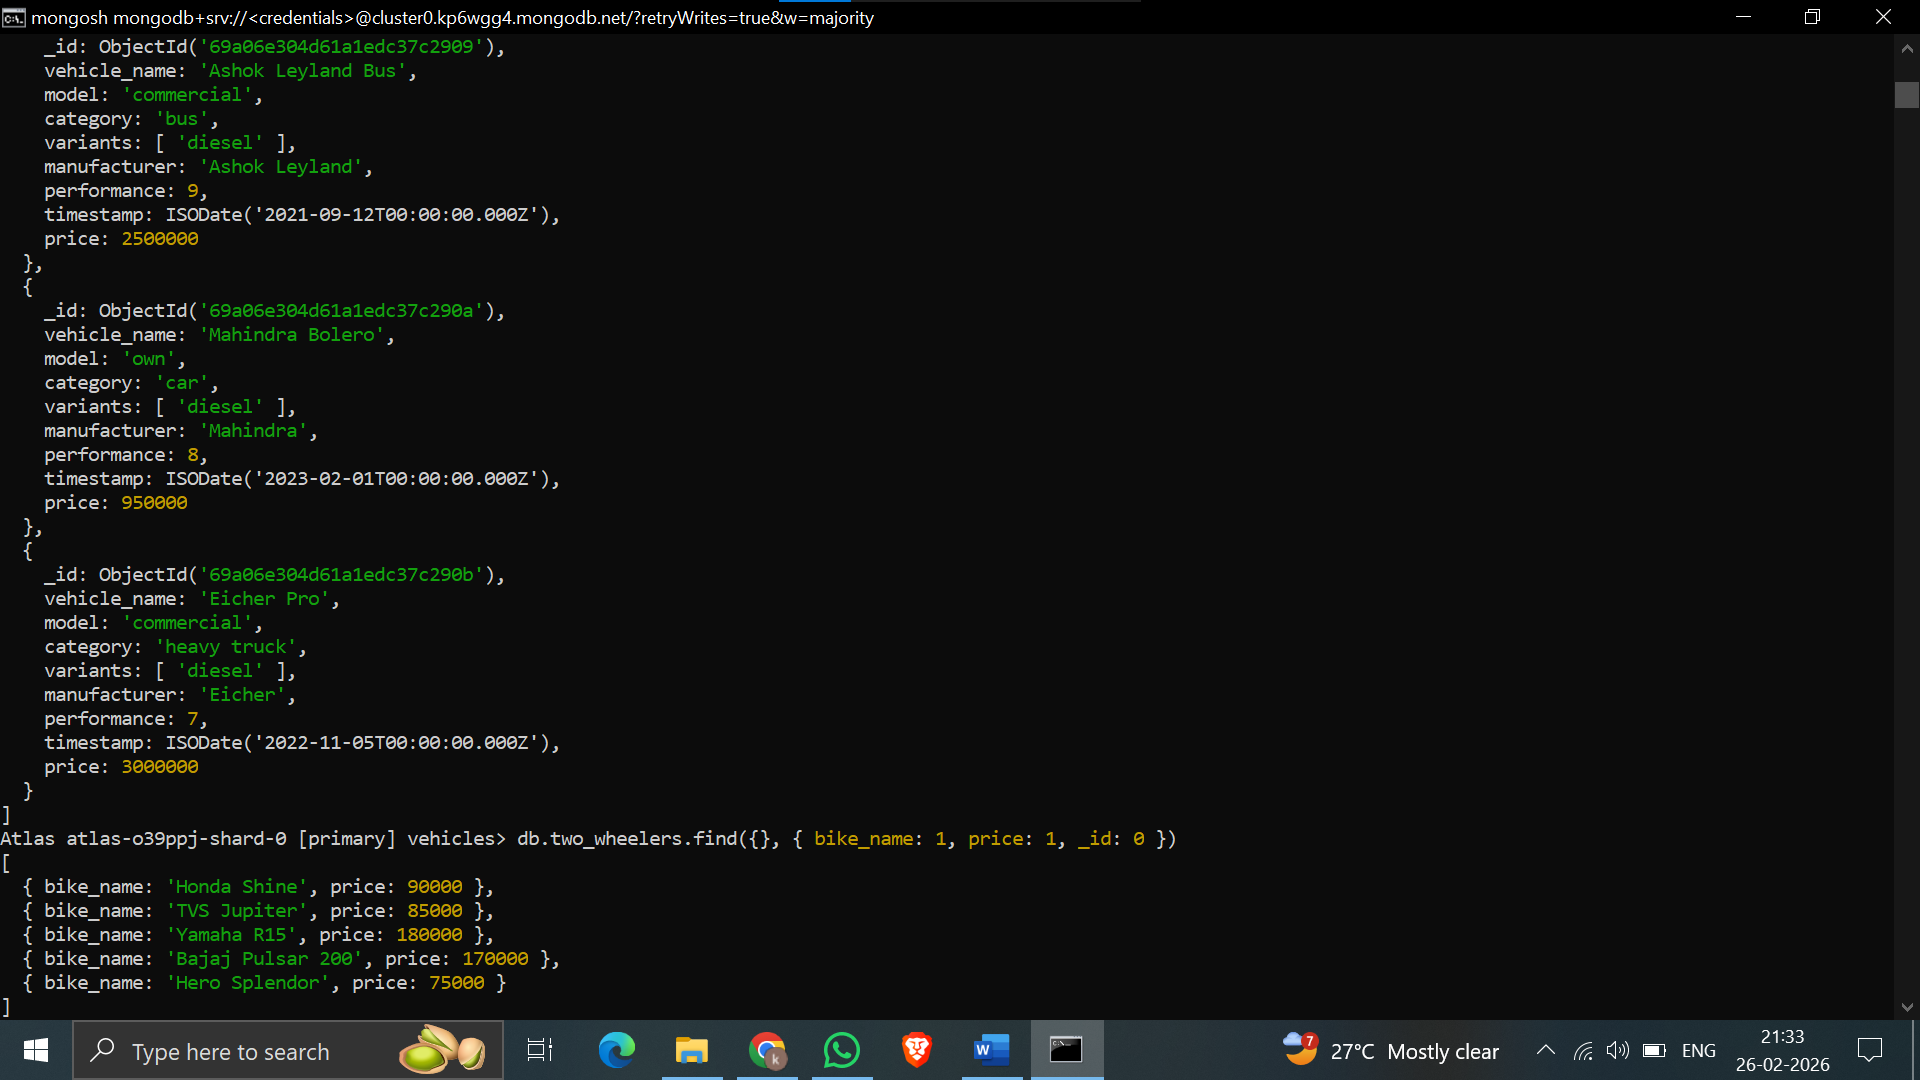 mongosh mongodb+srv://<credentials>@cluster0.kp6wgg4.mongodb.net/?retryWrites=true&w=majority
_id: ObjectId('69a06e304d61a1edc37c2909'),
vehicle_name: 'Ashok Leyland Bus',
model: 'commercial',
category: 'bus',
variants: [ 'diesel' ],
manufacturer: 'Ashok Leyland',
performance: 9,
timestamp: ISODate('2021-09-12T00:00:00.000Z'),
price: 2500000
},
{
_id: ObjectId('69a06e304d61a1edc37c290a'),
vehicle_name: 'Mahindra Bolero',
model: 'own',
category: 'car',
variants: [ 'diesel' ],
manufacturer: 'Mahindra',
performance: 8,
timestamp: ISODate('2023-02-01T00:00:00.000Z'),
price: 950000
},
{
_id: ObjectId('69a06e304d61a1edc37c290b'),
vehicle_name: 'Eicher Pro',
model: 'commercial',
category: 'heavy truck',
variants: [ 'diesel' ],
manufacturer: 'Eicher',
performance: 7,
timestamp: ISODate('2022-11-05T00:00:00.000Z'),
price: 3000000
}
]
Atlas atlas-o39ppj-shard-0 [primary] vehicles> db.two_wheelers.find({}, { bike_name: 1, price: 1, _id: 0 })
[
{ bike_name: 'Honda Shine', price: 90000 },
{ bike_name: 'TVS Jupiter', price: 85000 },
{ bike_name: 'Yamaha R15', price: 180000 },
{ bike_name: 'Bajaj Pulsar 200', price: 170000 },
{ bike_name: 'Hero Splendor', price: 75000 }
]
Type here to search
k
W
7
27°C Mostly clear
ENG
21:33
26-02-2026